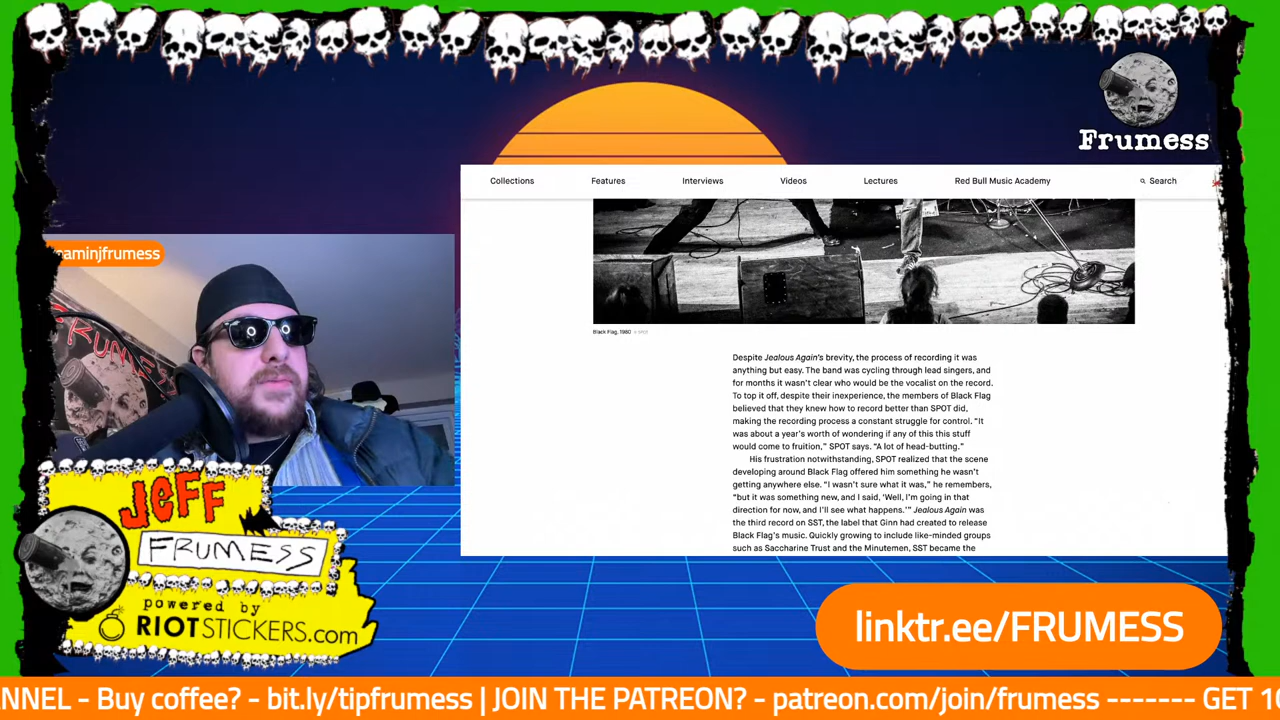 Frumess
Collections Features Interviews Videos Lectures Red Bull Music Academy Search
aminjfrumess
FRUMESS
Black Flag, 1980 © SPOT
Despite Jealous Again's brevity, the process of recording it was
anything but easy. The band was cycling through lead singers, and
for months it wasn't clear who would be the vocalist on the record.
To top it off, despite their inexperience, the members of Black Flag
believed that they knew how to record better than SPOT did,
making the recording process a constant struggle for control. “It
was about a year's worth of wondering if any of this this stuff
would come to fruition,” SPOT says. “A lot of head-butting.”
His frustration notwithstanding, SPOT realized that the scene
developing around Black Flag offered him something he wasn't
getting anywhere else. “I wasn't sure what it was,” he remembers,
“but it was something new, and I said, ‘Well, I'm going in that
direction for now, and I'll see what happens.’” Jealous Again was
the third record on SST, the label that Ginn had created to release
Black Flag's music. Quickly growing to include like-minded groups
such as Saccharine Trust and the Minutemen, SST became the
JEFF
FRUMESS
powered by
RIOTSTICKERS.com
linktr.ee/FRUMESS
ANNEL - Buy coffee? - bit.ly/tipfrumess | JOIN THE PATREON? - patreon.com/join/frumess ------- GET 10